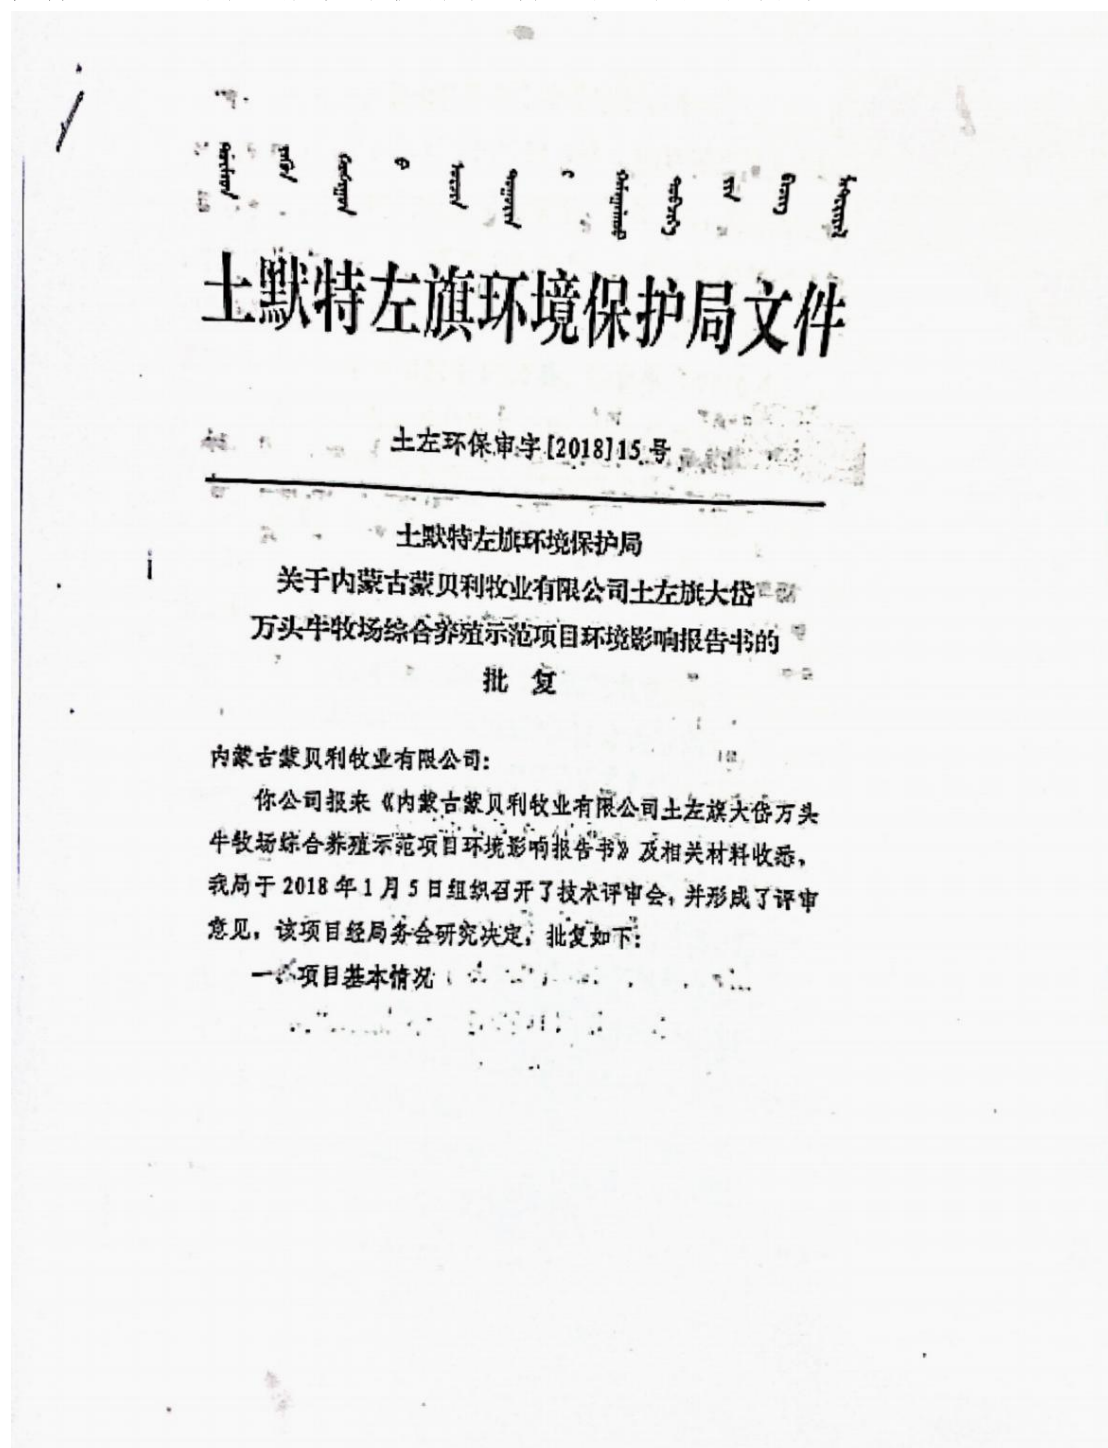 土默特左旗环境保护局文件
土左环保审字[2018]15号
土默特左旗环境保护局
关于内蒙古蒙贝利牧业有限公司土左旗大岱
万头牛牧场综合养殖示范项目环境影响报告书的
批 复
内蒙古蒙贝利牧业有限公司:
你公司报来《内蒙古蒙贝利牧业有限公司土左旗大岱万头
牛牧场综合养殖示范项目环境影响报告书》及相关材料收悉,
我局于 2018 年 1 月 5 日组织召开了技术评审会,并形成了评审
意见,该项目经局务会研究决定,批复如下:
一、项目基本情况